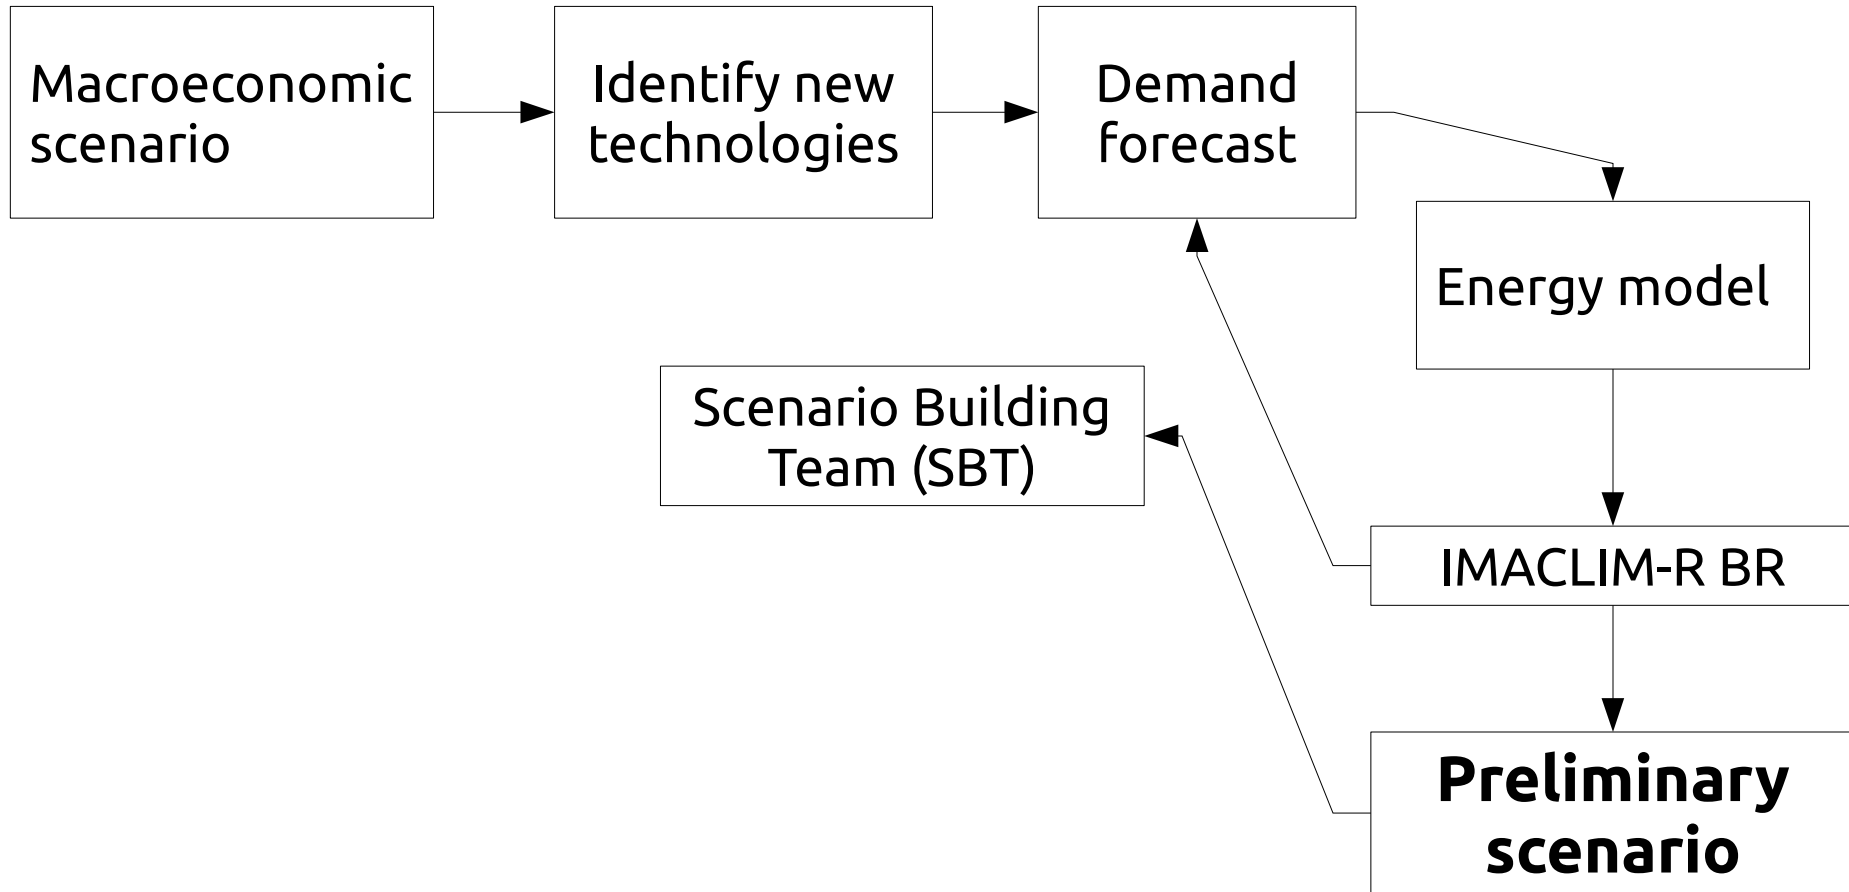 Macroeconomic
scenario
Identify new
technologies
Demand
forecast
Energy model
Scenario Building
Team (SBT)
IMACLIM-R BR
Preliminary
scenario